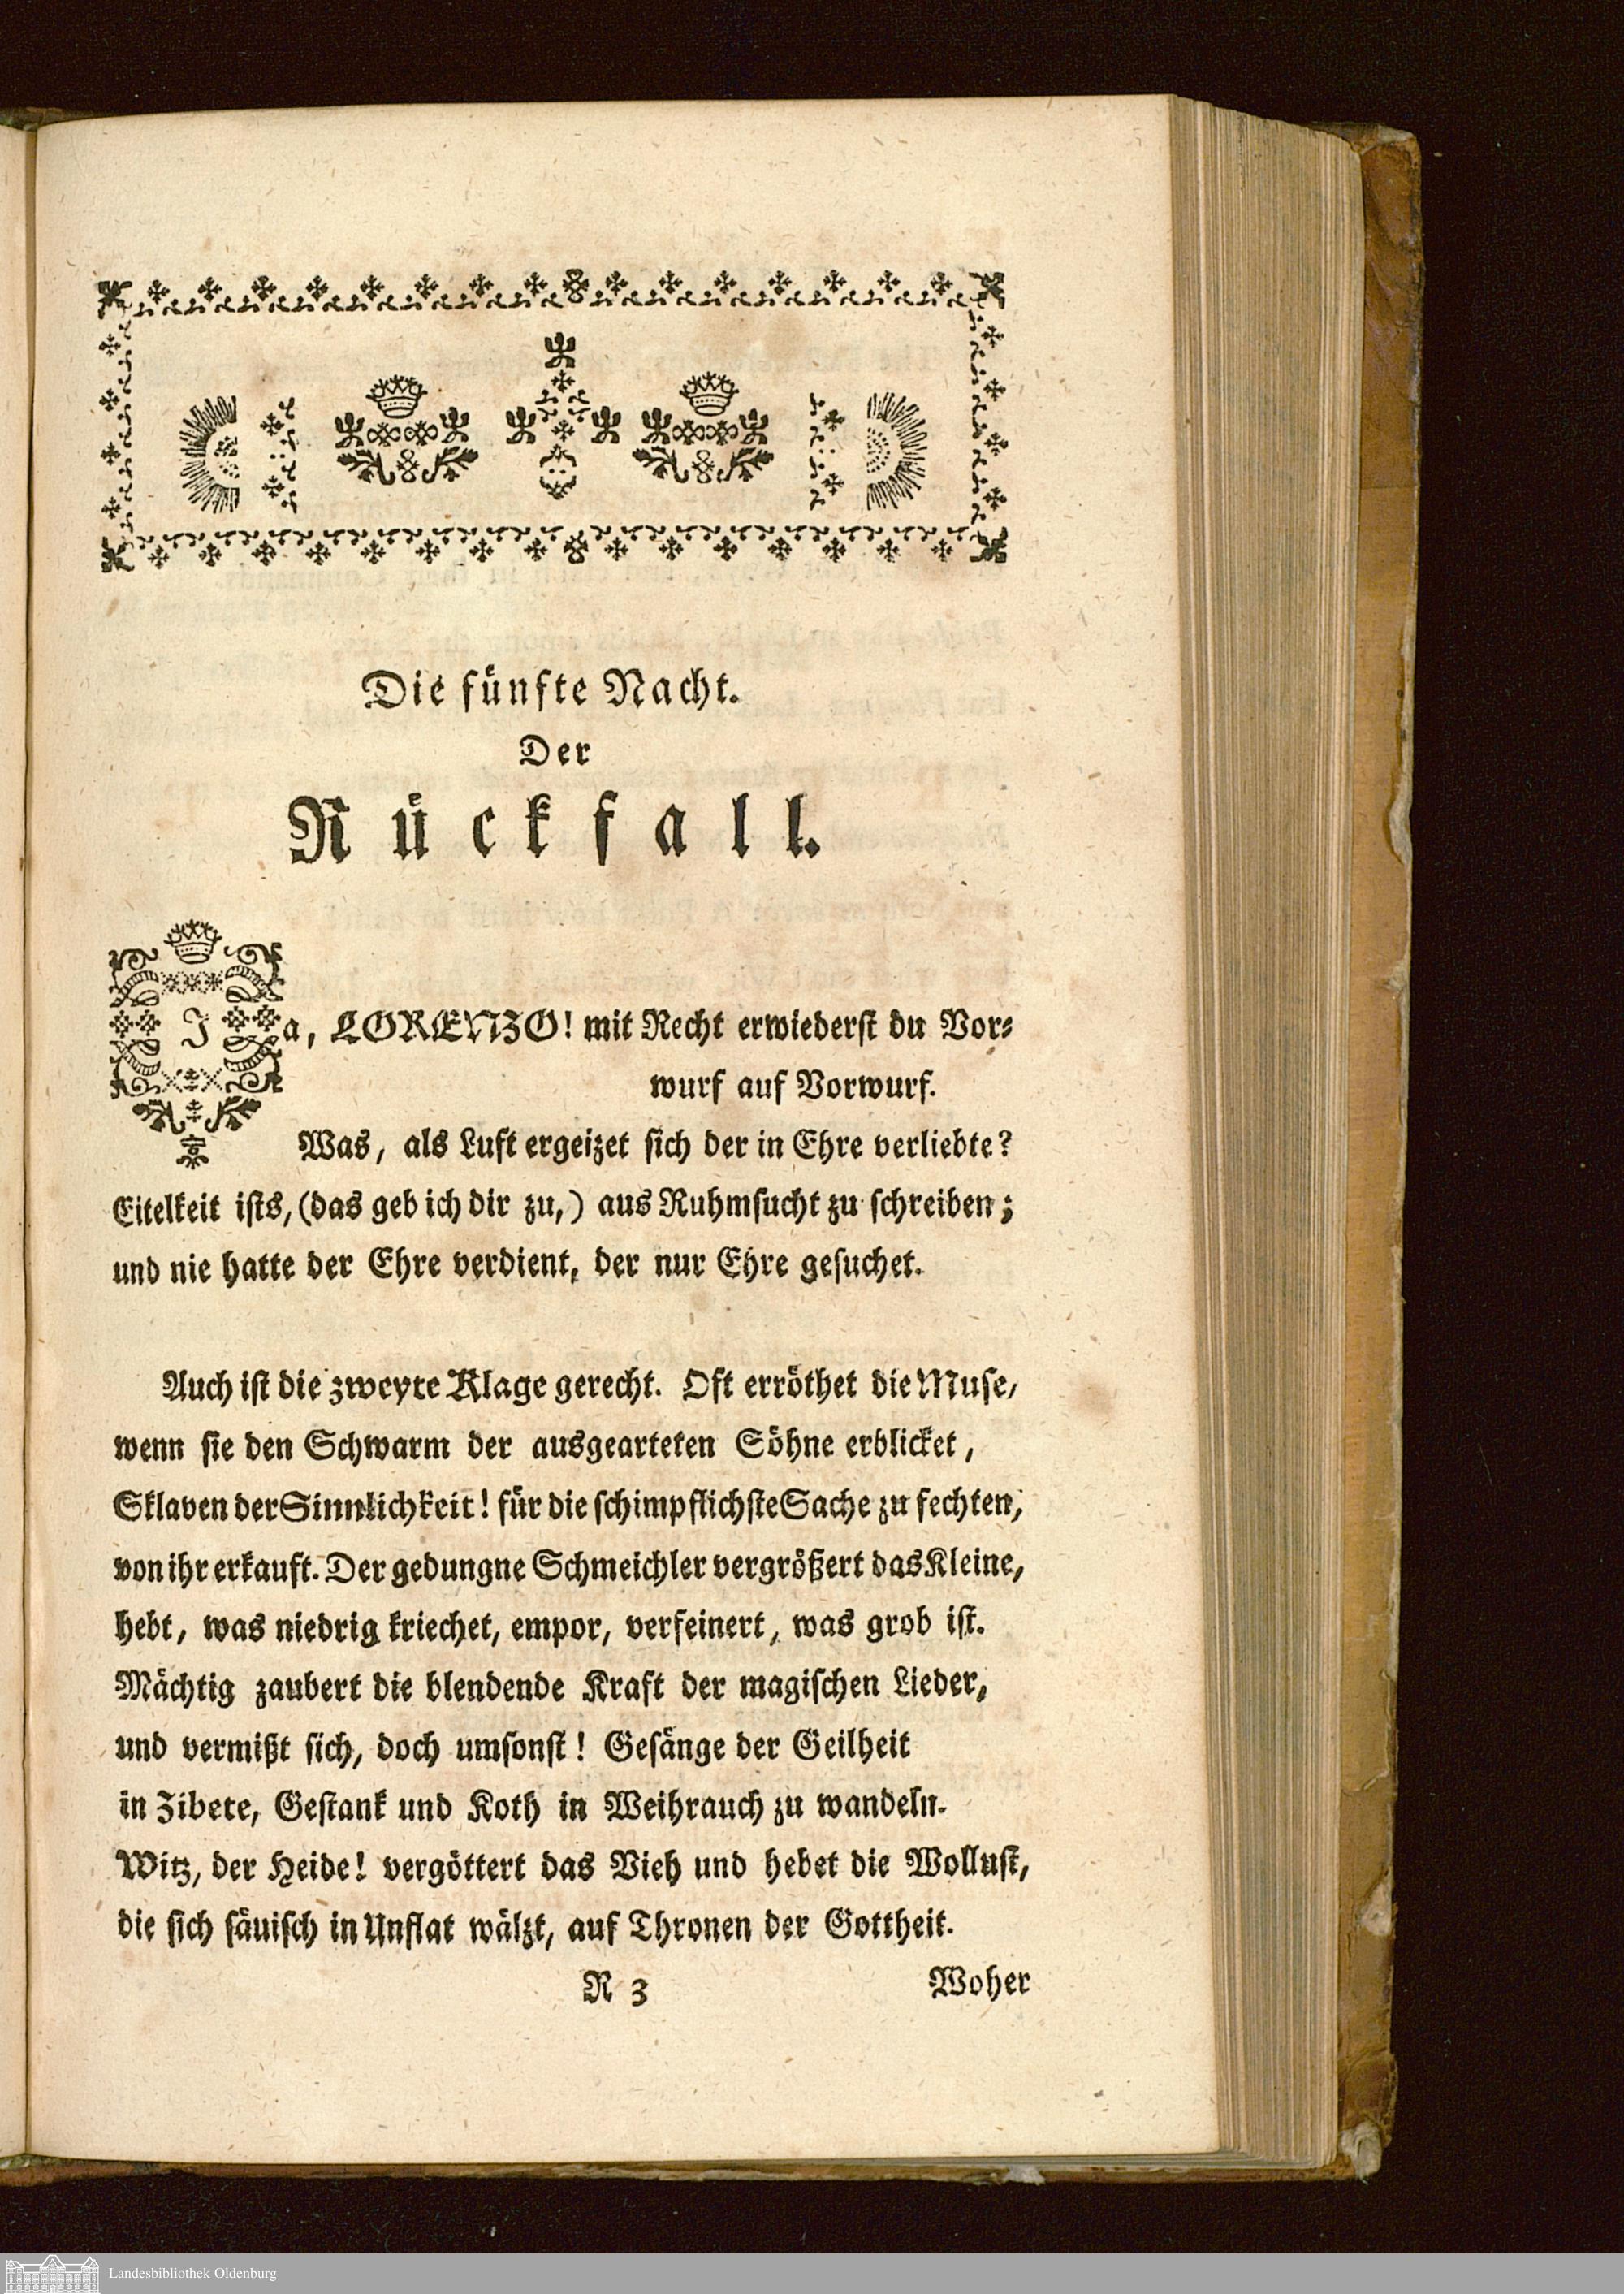 Die fünfte Nacht.
Der
Rückfall.
Ja, LORENZO! mit Recht erwiederst du Vor⸗
wurf auf Vorwurf.
Was, als Luft ergeizet sich der in Ehre verliebte?
Eitelkeit ists, (das geb ich dir zu,) aus Ruhmsucht zu schreiben;
und nie hatte der Ehre verdient, der nur Ehre gesuchet.
Auch ist die zweyte Klage gerecht. Oft erröthet die Muse,
wenn sie den Schwarm der ausgearteten Söhne erblicket,
Sklaven der Sinnlichkeit! für die schimpflichste Sache zu fechten,
von ihr erkauft. Der gedungne Schmeichler vergrößert das Kleine,
hebt, was niedrig kriechet, empor, verfeinert, was grob ist.
Mächtig zaubert die blendende Kraft der magischen Lieder,
und vermißt sich, doch umsonst! Gesänge der Geilheit
in Zibete, Gestank und Koth in Weihrauch zu wandeln.
Witz, der Heide! vergöttert das Vieh und hebet die Wollust,
die sich säuisch in Unflat wälzt, auf Thronen der Gottheit.
R 3 Woher
Landesbibliothek Oldenburg